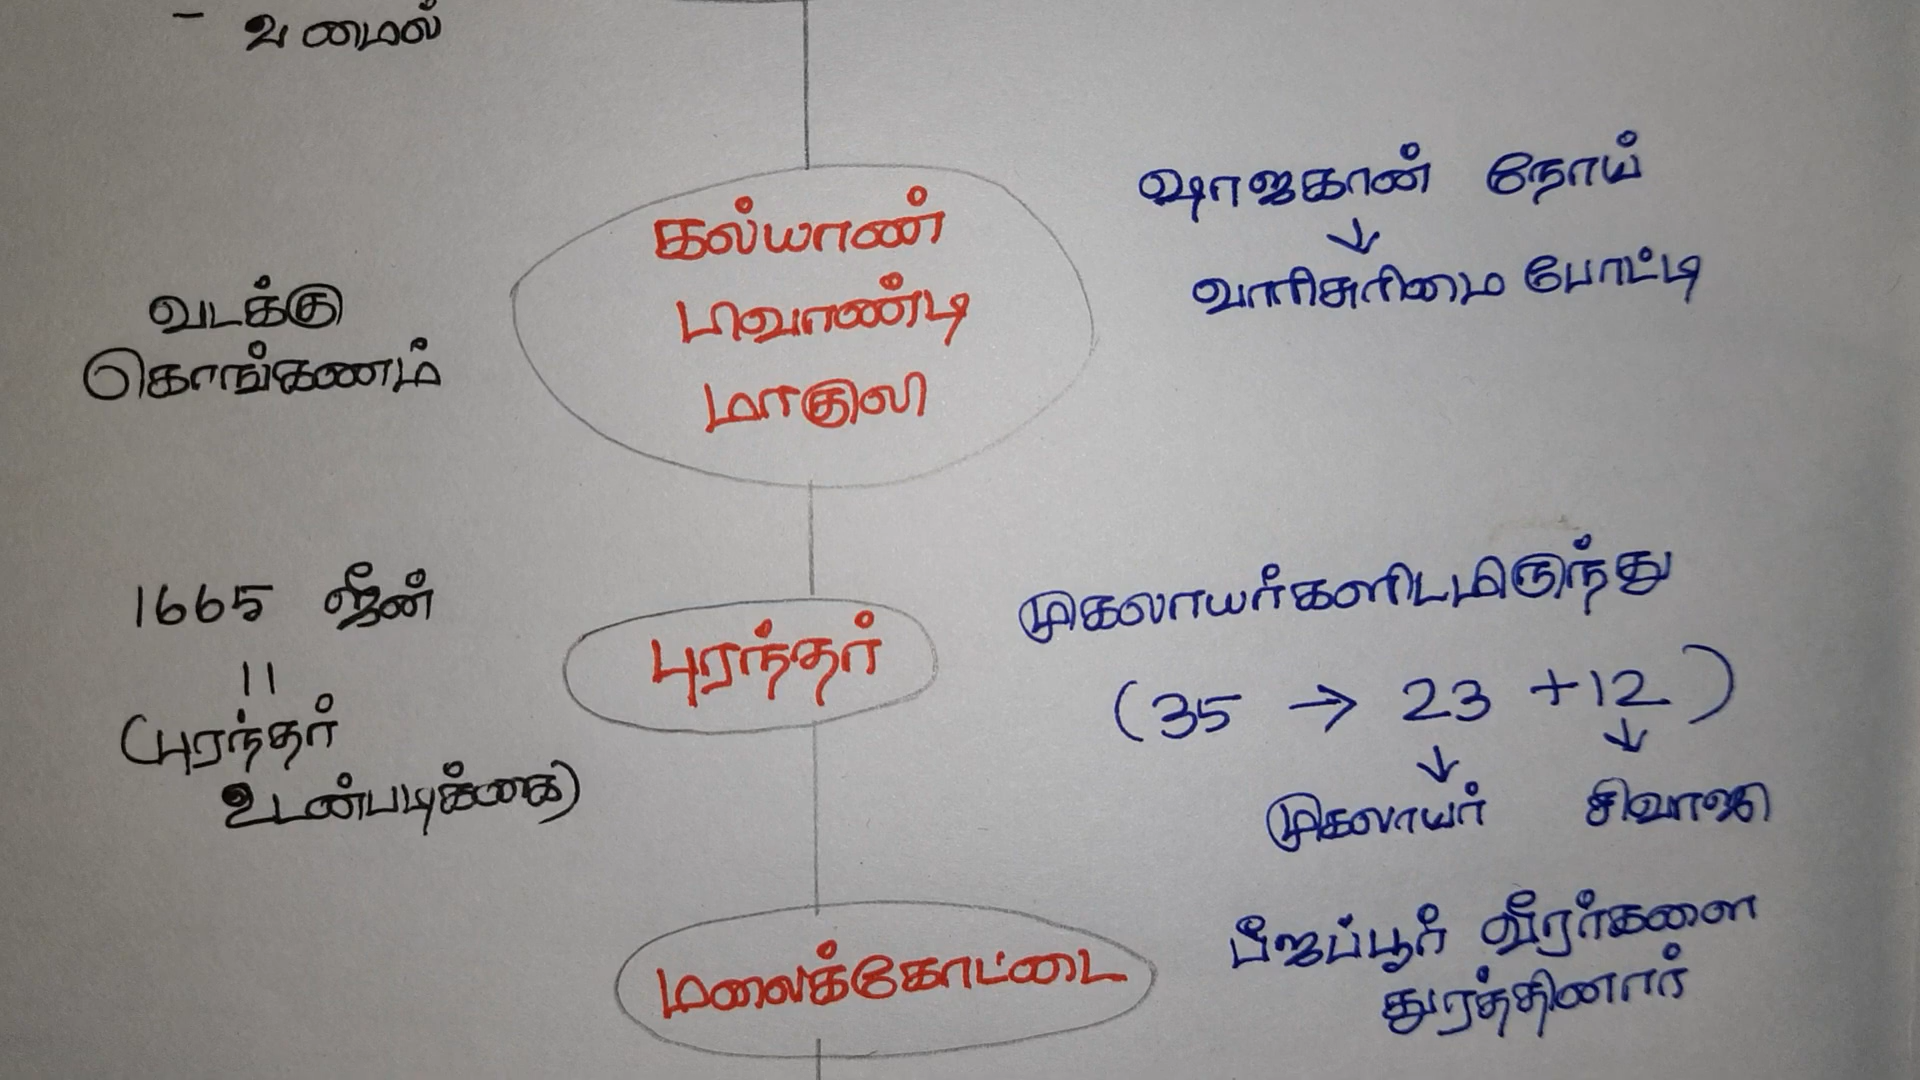 - உமைல்
கல்யாண்
பவொண்டி
மாகுலி
வடக்கு
கொங்கணம்
ஷாஜகான் நோய்
↓
வாரிசுரிமை போட்டி
புரந்தர்
1665 ஜீன்
||
(புரந்தர்
உடன்படிக்கை)
முகலாயர்களிடமிருந்து
(35 → 23 +12)
↓ ↓
முகலாயர் சிவாஜி
மலைக்கோட்டை
பீஜப்பூர் வீரர்களை
துரத்தினார்